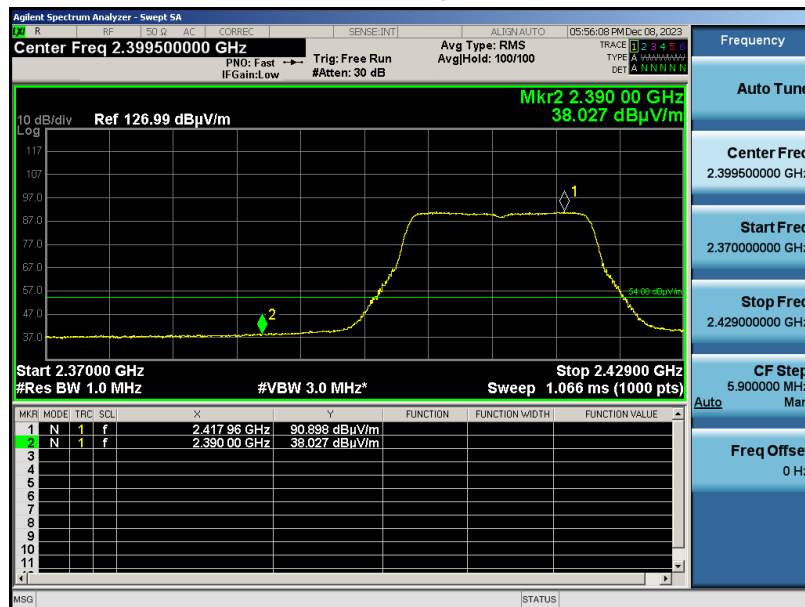 Agilent Spectrum Analyzer - Swept SA
LXI R RF 50 Ω AC CORREC SENSE:INT ALIGN AUTO 05:56:08 PM Dec 08, 2023
Center Freq 2.399500000 GHz
PNO: Fast
IFGain:Low
Trig: Free Run
#Atten: 30 dB
Avg Type: RMS
Avg|Hold: 100/100
TRACE 1 2 3 4 5 6
TYPE A WWWWW
DET A N N N N N
Mkr2 2.390 00 GHz
38.027 dBµV/m
10 dB/div Ref 126.99 dBµV/m
Log
117
107
97.0
87.0
77.0
67.0
57.0
47.0
37.0
1
2
54.00 dBµV/m
Start 2.37000 GHz Stop 2.42900 GHz
#Res BW 1.0 MHz #VBW 3.0 MHz* Sweep 1.066 ms (1000 pts)
MKR MODE TRC SCL X Y FUNCTION FUNCTION WIDTH FUNCTION VALUE
1 N 1 f 2.417 96 GHz 90.898 dBµV/m
2 N 1 f 2.390 00 GHz 38.027 dBµV/m
3
4
5
6
7
8
9
10
11
MSG STATUS
Frequency
Auto Tune
Center Freq
2.399500000 GHz
Start Freq
2.370000000 GHz
Stop Freq
2.429000000 GHz
CF Step
5.900000 MHz
Auto Man
Freq Offset
0 Hz